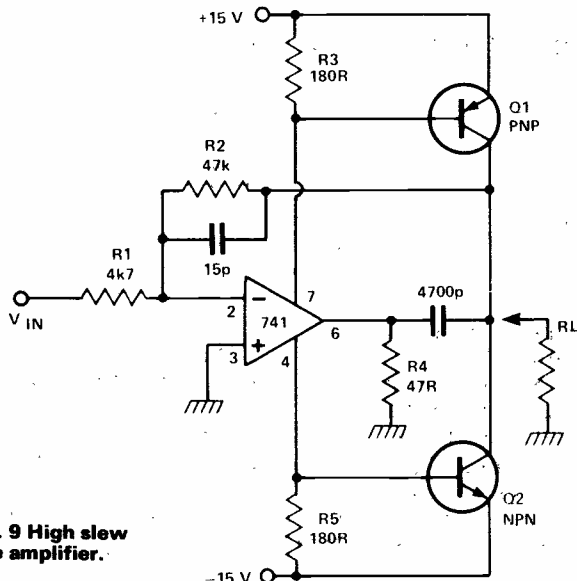 +15 V
R3
180R
Q1
PNP
R2
47k
15p
R1
4k7
V IN
2
3
741
7
6
4
4700p
RL
R4
47R
R5
180R
Q2
NPN
-15 V
. 9 High slew
amplifier.